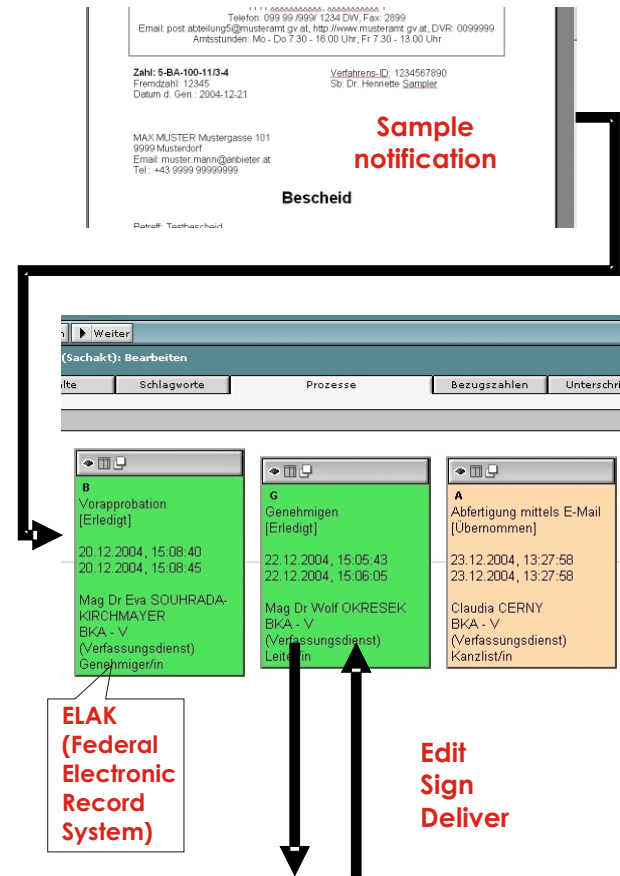 Telefon: 099 99 /999/ 1234 DW, Fax: 2899
Email: post.abteilung5@musteramt.gv.at, http://www.musteramt.gv.at, DVR: 0099999
Amtsstunden: Mo - Do 7.30 - 16.00 Uhr, Fr 7.30 - 13.00 Uhr
Zahl: 5-BA-100-11/3-4
Fremdzahl: 12345
Datum d. Gen.: 2004-12-21
Verfahrens-ID: 1234567890
Sb: Dr. Henriette Sampler
MAX MUSTER Mustergasse 101
9999 Musterdorf
Email: muster.mann@anbieter.at
Tel.: +43 9999 99999999
Sample
notification
Bescheid
Betreff: Testbescheid
Weiter
(Sachakt): Bearbeiten
Schlagworte
Prozesse
Bezugszahlen
Unterschri
B
Vorapprobation
[Erledigt]
20.12.2004, 15:08:40
20.12.2004, 15:08:45
Mag Dr Eva SOUHRADA-
KIRCHMAYER
BKA - V
(Verfassungsdienst)
Genehmiger/in
G
Genehmigen
[Erledigt]
22.12.2004, 15:05:43
22.12.2004, 15:06:05
Mag Dr Wolf OKRESEK
BKA - V
(Verfassungsdienst)
Leiter/in
A
Abfertigung mittels E-Mail
[Übernommen]
23.12.2004, 13:27:58
23.12.2004, 13:27:58
Claudia CERNY
BKA - V
(Verfassungsdienst)
Kanzlist/in
ELAK
(Federal
Electronic
Record
System)
Edit
Sign
Deliver